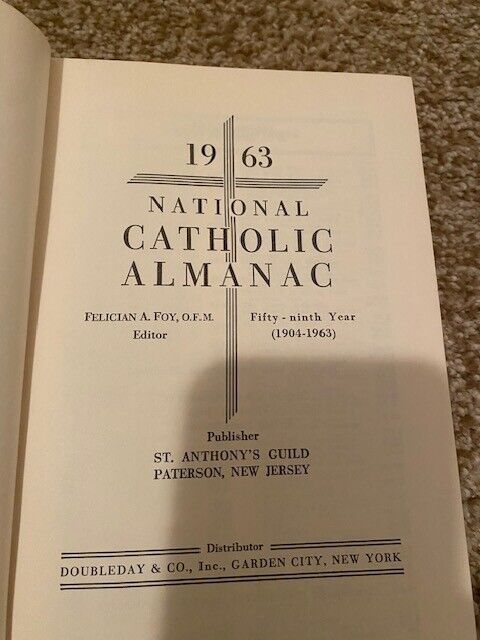 1963
NATIONAL
CATHOLIC
ALMANAC
FELICIAN A. FOY, O.F.M.
Editor
Fifty-ninth Year
(1904-1963)
Publisher
ST. ANTHONY'S GUILD
PATERSON, NEW JERSEY
Distributor
DOUBLEDAY & CO., Inc., GARDEN CITY, NEW YORK